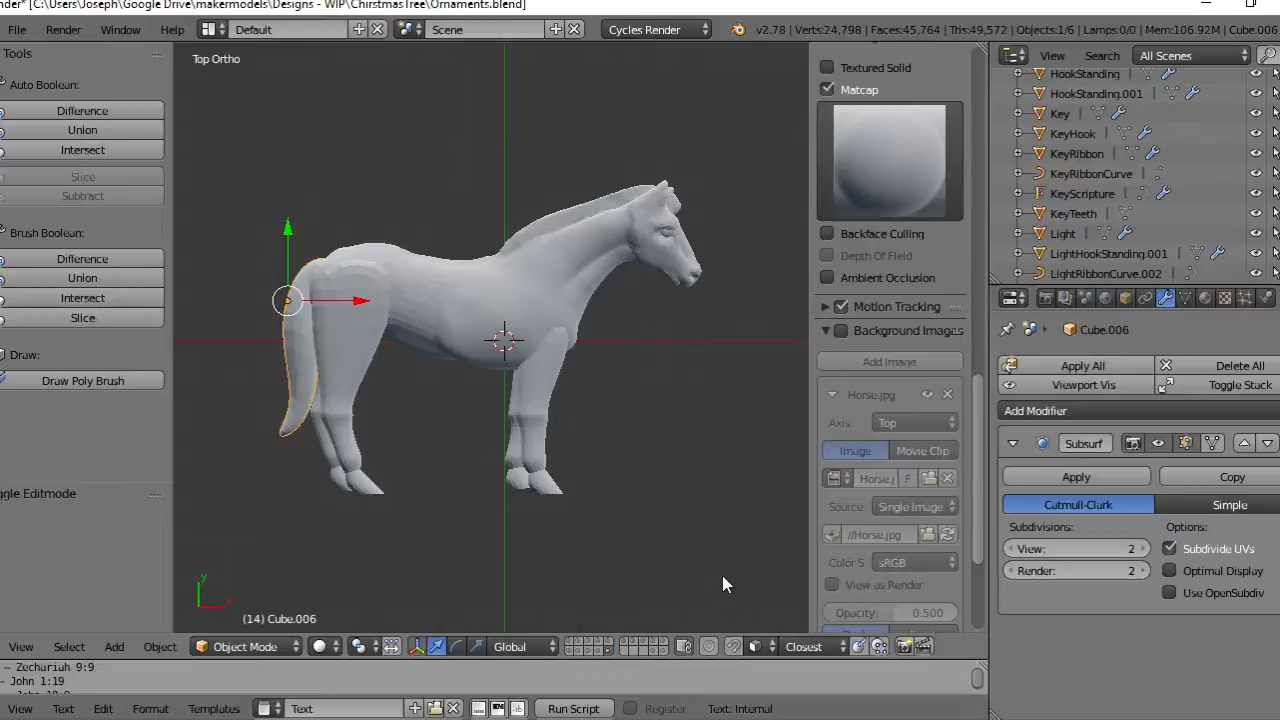 nder* [C:\Users\Joseph\Google Drive\makermodels\Designs - WIP\ChirstmasTree\Ornaments.blend]
File Render Window Help Default Scene Cycles Render v2.78 | Verts:24,798 | Faces:45,764 | Tris:49,572 | Objects:1/6 | Lamps:0/0 | Mem:106.92M | Cube.006
Tools
Auto Boolean:
Difference
Union
Intersect
Slice
Subtract
Brush Boolean:
Difference
Union
Intersect
Slice
Draw:
Draw Poly Brush
ggle Editmode
Top Ortho
y
x
(14) Cube.006
Textured Solid
Matcap
Backface Culling
Depth Of Field
Ambient Occlusion
Motion Tracking
Background Images
Add Image
Horse.jpg
Axis: Top
Image Movie Clip
Horse.j F
Source Single Image
//Horse.jpg
Color S sRGB
View as Render
Opacity: 0.500
View Search All Scenes
HookStanding
HookStanding.001
Key
KeyHook
KeyRibbon
KeyRibbonCurve
KeyScripture
KeyTeeth
Light
LightHookStanding.001
LightRibbonCurve.002
Cube.006
Apply All Delete All
Viewport Vis Toggle Stack
Add Modifier
Subsurf
Apply Copy
Catmull-Clark Simple
Subdivisions: Options:
View: 2 Subdivide UVs
Render: 2 Optimal Display
Use OpenSubdiv
View Select Add Object Object Mode Global Closest
– Zechariah 9:9
– John 1:19
View Text Edit Format Templates Text Run Script Register Text: Internal